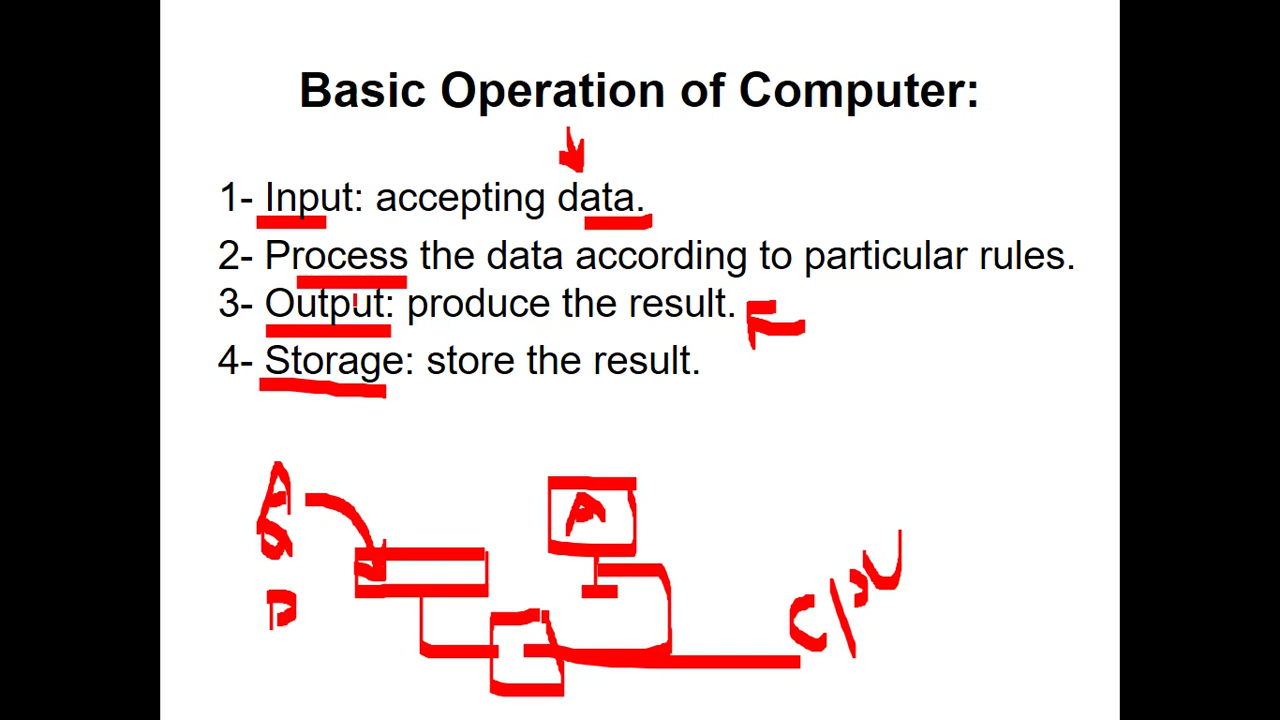 Basic Operation of Computer:
1- Input: accepting data.
2- Process the data according to particular rules.
3- Output: produce the result.
4- Storage: store the result.
A
A
B
CPU